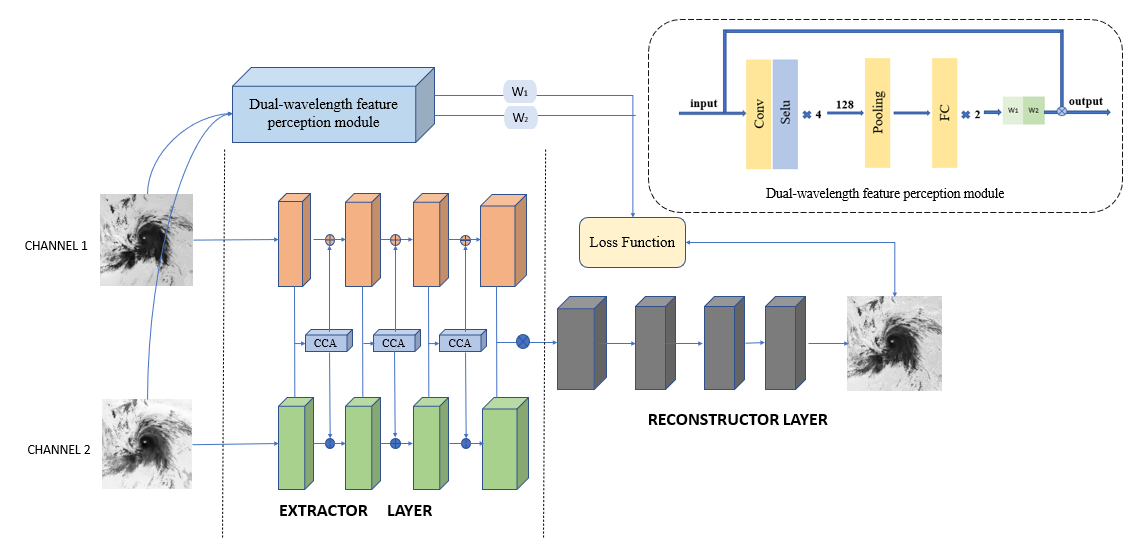 Dual-wavelength feature
perception module
W1
W2
input
Conv
Selu
4
128
Pooling
FC
2
W1
W2
output
Dual-wavelength feature perception module
CHANNEL 1
Loss Function
CCA
CCA
CCA
RECONSTRUCTOR LAYER
CHANNEL 2
EXTRACTOR LAYER